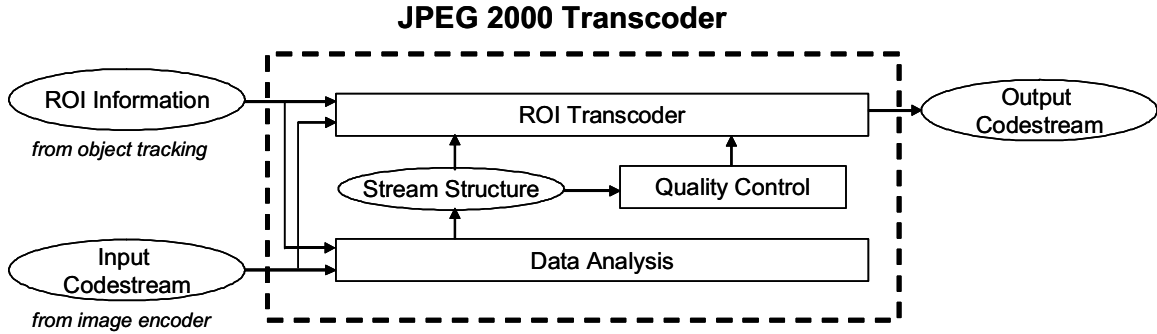 JPEG 2000 Transcoder
ROI Information
from object tracking
ROI Transcoder
Output
Codestream
Stream Structure
Quality Control
Input
Codestream
from image encoder
Data Analysis